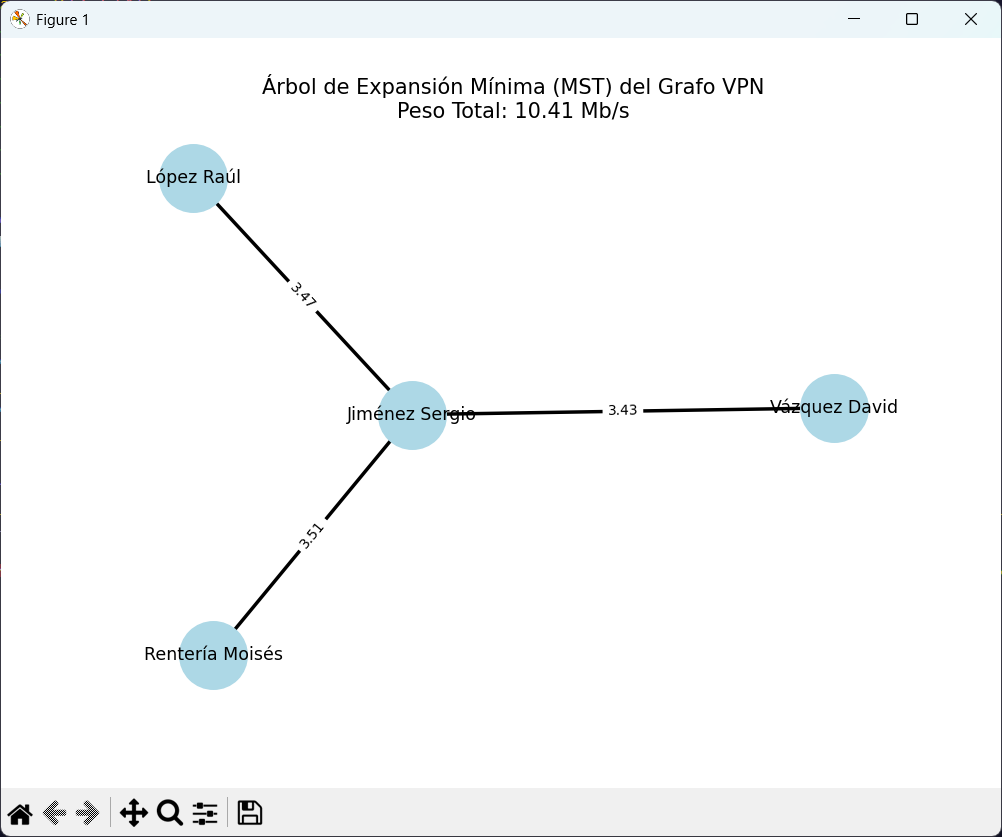 Figure 1
Árbol de Expansión Mínima (MST) del Grafo VPN
Peso Total: 10.41 Mb/s
López Raúl
3.47
Jiménez Sergio
3.43
Vázquez David
3.51
Rentería Moisés